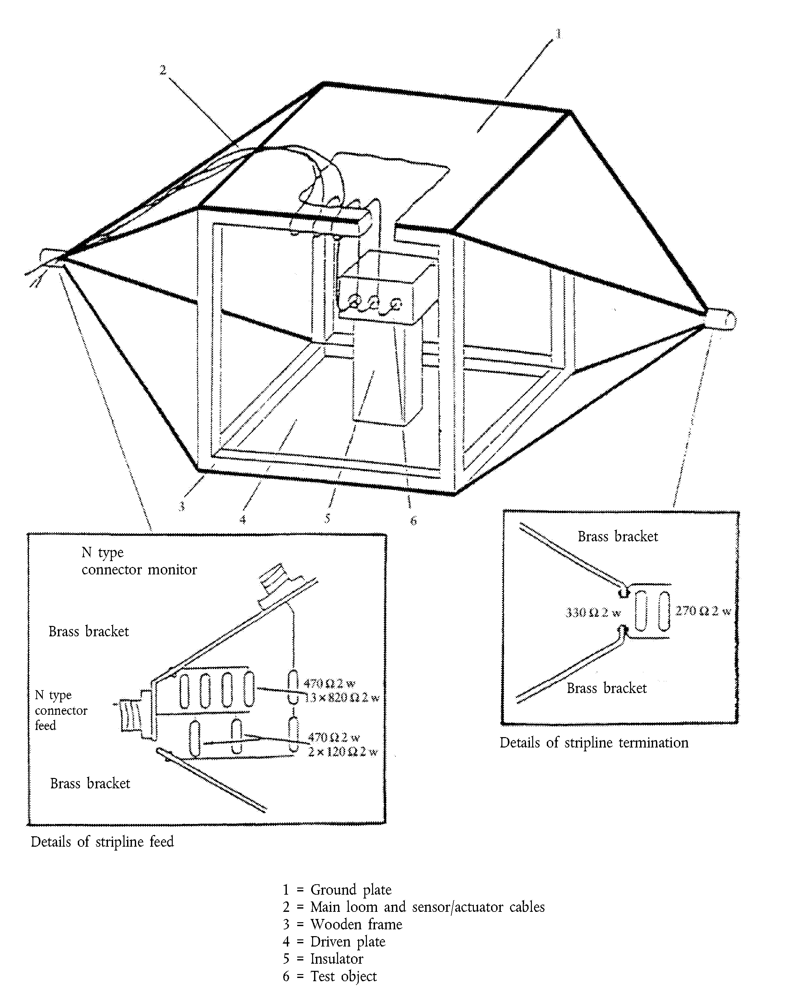 1
2
3
4
5
6
N type
connector monitor
Brass bracket
N type
connector
feed
470 Ω 2 w
13 × 820 Ω 2 w
470 Ω 2 w
2 × 120 Ω 2 w
Brass bracket
Details of stripline feed
Brass bracket
330 Ω 2 w
270 Ω 2 w
Brass bracket
Details of stripline termination
1 = Ground plate
2 = Main loom and sensor/actuator cables
3 = Wooden frame
4 = Driven plate
5 = Insulator
6 = Test object